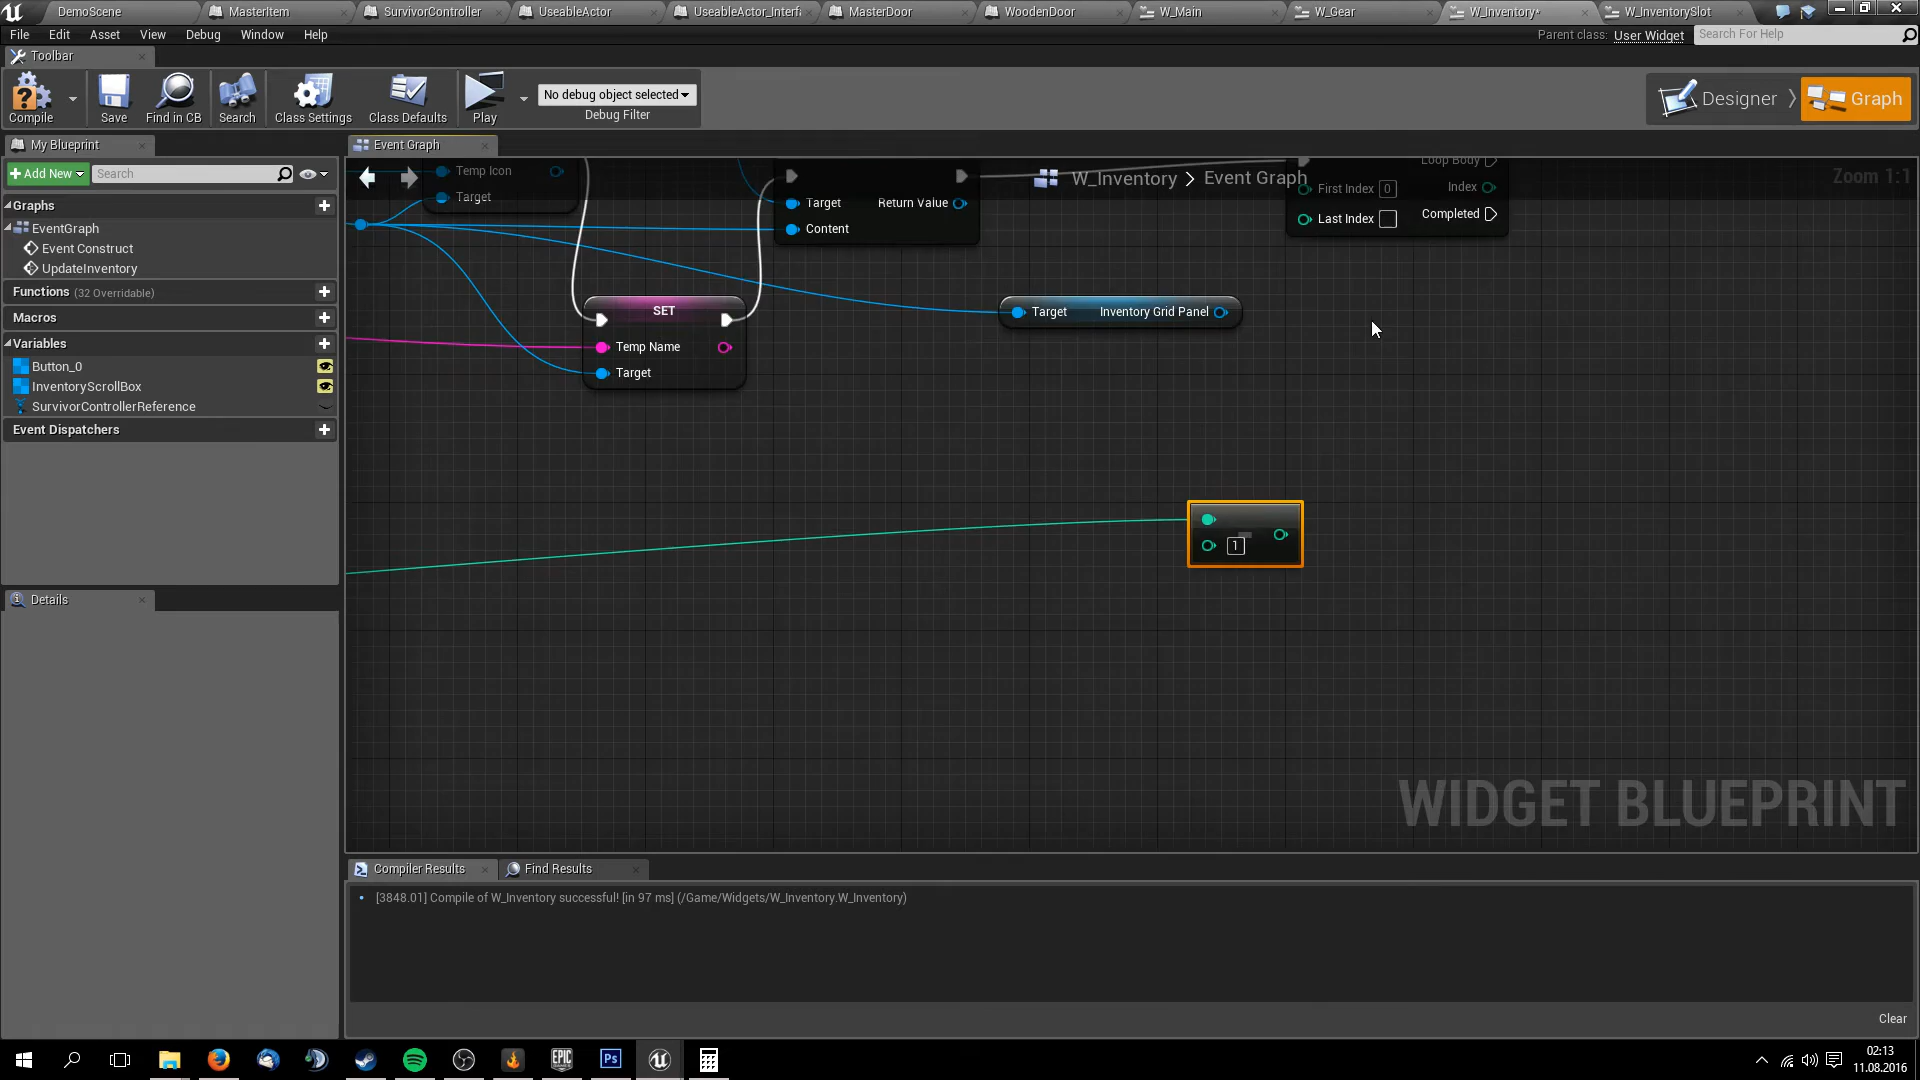 DemoScene
MasterItem
SurvivorController
UseableActor
UseableActor_Interf
MasterDoor
WoodenDoor
W_Main
W_Gear
W_Inventory*
W_InventorySlot
File Edit Asset View Debug Window Help
Parent class: User Widget
Search For Help
Toolbar
Compile
Save
Find in CB
Search
Class Settings
Class Defaults
Play
No debug object selected
Debug Filter
Designer
Graph
My Blueprint
Add New
Search
Graphs
EventGraph
Event Construct
UpdateInventory
Functions (32 Overridable)
Macros
Variables
Button_0
InventoryScrollBox
SurvivorControllerReference
Event Dispatchers
Details
Event Graph
W_Inventory > Event Graph
Zoom 1:1
Temp Icon
Target
Target Return Value
Content
Loop Body
First Index 0 Index
Last Index Completed
SET
Temp Name
Target
Target Inventory Grid Panel
1
WIDGET BLUEPRINT
Compiler Results
Find Results
[3848.01] Compile of W_Inventory successful! [in 97 ms] (/Game/Widgets/W_Inventory.W_Inventory)
Clear
EPIC
Ps
02:13
11.08.2016